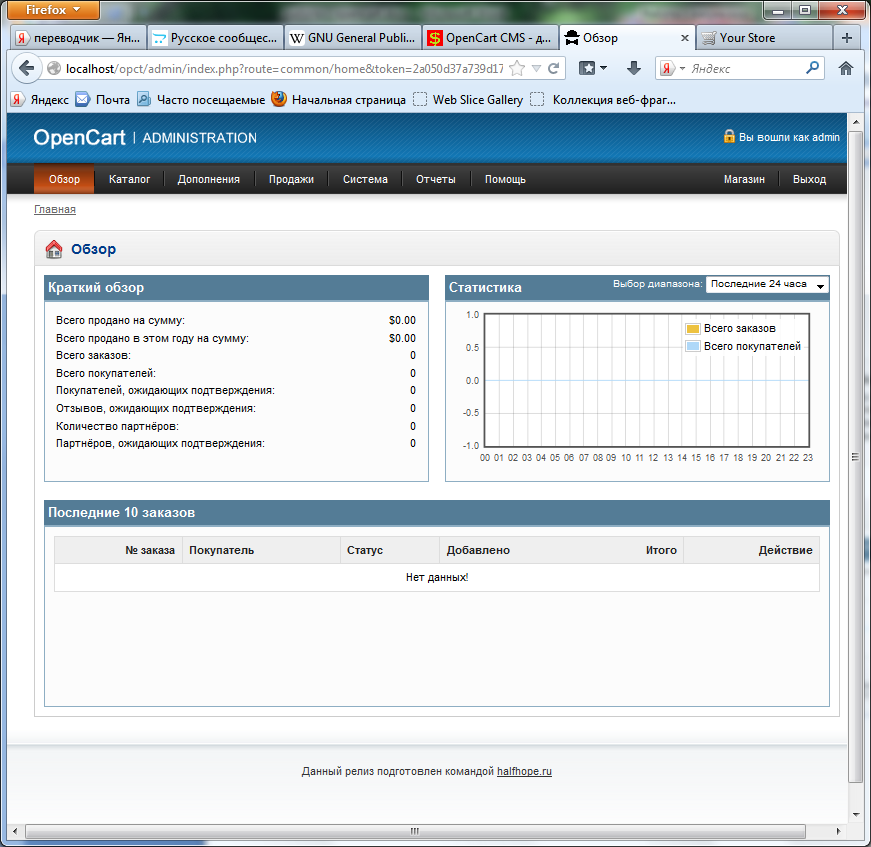 Firefox
переводчик — Ян...
Русское сообщес...
GNU General Publi...
OpenCart CMS - д...
Обзор
Your Store
localhost/opct/admin/index.php?route=common/home&token=2a050d37a739d17
Яндекс
Яндекс
Почта
Часто посещаемые
Начальная страница
Web Slice Gallery
Коллекция веб-фраг...
OpenCart | ADMINISTRATION
Вы вошли как admin
Обзор Каталог Дополнения Продажи Система Отчеты Помощь Магазин Выход
Главная
Обзор
Краткий обзор
Всего продано на сумму: $0.00
Всего продано в этом году на сумму: $0.00
Всего заказов: 0
Всего покупателей: 0
Покупателей, ожидающих подтверждения: 0
Отзывов, ожидающих подтверждения: 0
Количество партнёров: 0
Партнёров, ожидающих подтверждения: 0
Статистика
Выбор диапазона: Последние 24 часа
1.0
0.5
0.0
-0.5
-1.0
Всего заказов
Всего покупателей
00 01 02 03 04 05 06 07 08 09 10 11 12 13 14 15 16 17 18 19 20 21 22 23
Последние 10 заказов
№ заказа Покупатель Статус Добавлено Итого Действие
Нет данных!
Данный релиз подготовлен командой halfhope.ru